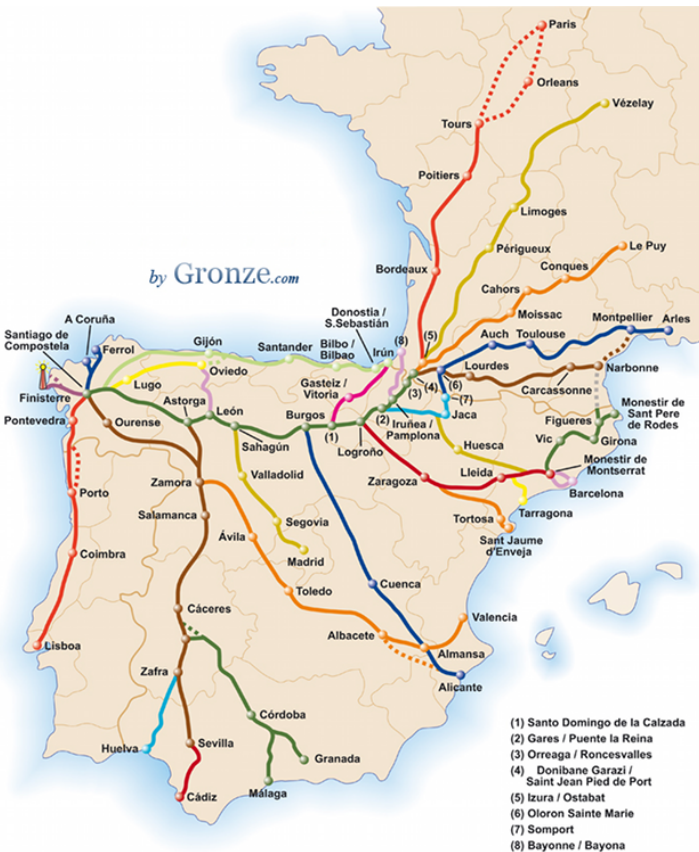 Paris
Orleans
Tours
Vézelay
Poitiers
Limoges
Périgueux
Le Puy
by Gronze.com
Bordeaux
Conques
Cahors
Moissac
Donostia /
S.Sebastián
(8)
(5)
Montpellier
Arles
A Coruña
Santiago de
Compostela
Ferrol
Gijón
Santander
Bilbo /
Bilbao
Irún
Auch
Toulouse
Oviedo
Lugo
Gasteiz /
Vitoria
(3)
(4)
(6)
Lourdes
Narbonne
Carcassonne
Finisterre
Astorga
León
(7)
Pontevedra
Ourense
Burgos
(2)
Iruñea /
Pamplona
Jaca
Figueres
Monestir de
Sant Pere
de Rodes
Sahagún
(1)
Logroño
Huesca
Vic
Girona
Monestir de
Montserrat
Zamora
Valladolid
Zaragoza
Lleida
Barcelona
Porto
Salamanca
Segovia
Tortosa
Tarragona
Ávila
Madrid
Sant Jaume
d'Enveja
Coimbra
Cuenca
Toledo
Cáceres
Valencia
Albacete
Lisboa
Almansa
Zafra
Alicante
Córdoba
Huelva
Sevilla
Granada
Cádiz
Málaga
(1) Santo Domingo de la Calzada
(2) Gares / Puente la Reina
(3) Orreaga / Roncesvalles
(4) Donibane Garazi /
Saint Jean Pied de Port
(5) Izura / Ostabat
(6) Oloron Sainte Marie
(7) Somport
(8) Bayonne / Bayona